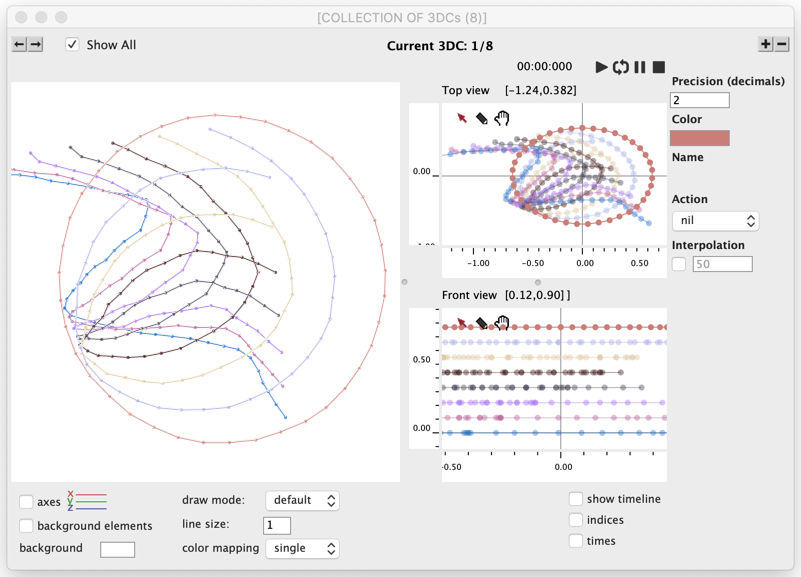 [COLLECTION OF 3DCs (8)]
Show All
Current 3DC: 1/8
00:00:000
Top view [-1.24,0.382]
0.00
-1.00 -0.50 0.00 0.50
Front view [0.12,0.90] ]
0.50
0.00
-0.50 0.00
Precision (decimals)
2
Color
Name
Action
nil
Interpolation
50
axes
X
Y
Z
background elements
background
draw mode: default
line size: 1
color mapping single
show timeline
indices
times